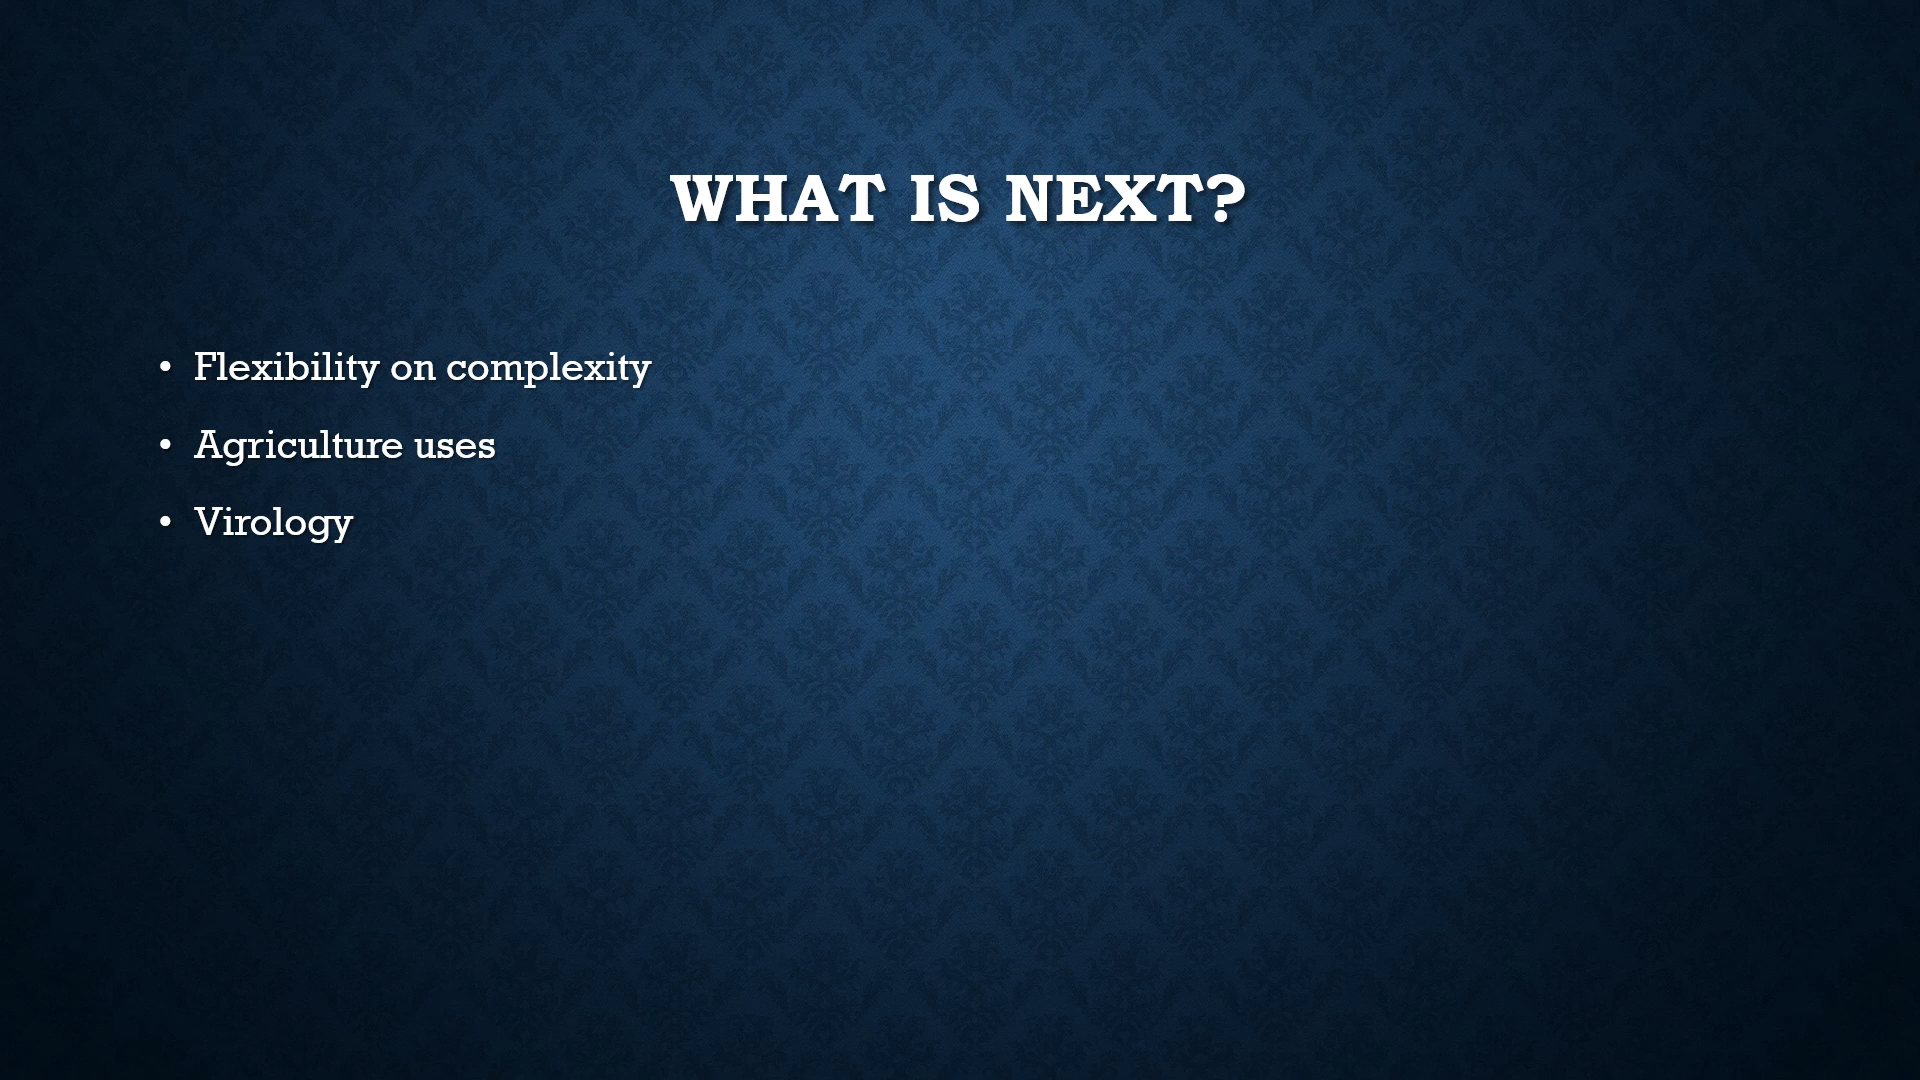 WHAT IS NEXT?
• Flexibility on complexity
• Agriculture uses
• Virology